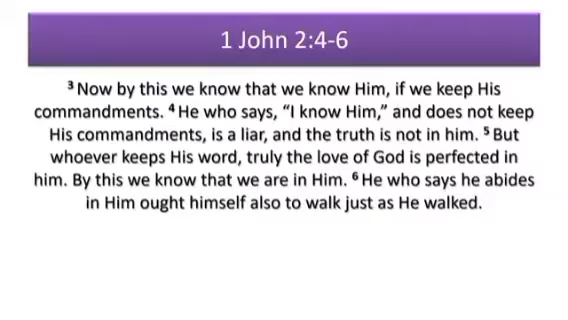 1 John 2:4-6
³ Now by this we know that we know Him, if we keep His
commandments. ⁴ He who says, “I know Him,” and does not keep
His commandments, is a liar, and the truth is not in him. ⁵ But
whoever keeps His word, truly the love of God is perfected in
him. By this we know that we are in Him. ⁶ He who says he abides
in Him ought himself also to walk just as He walked.